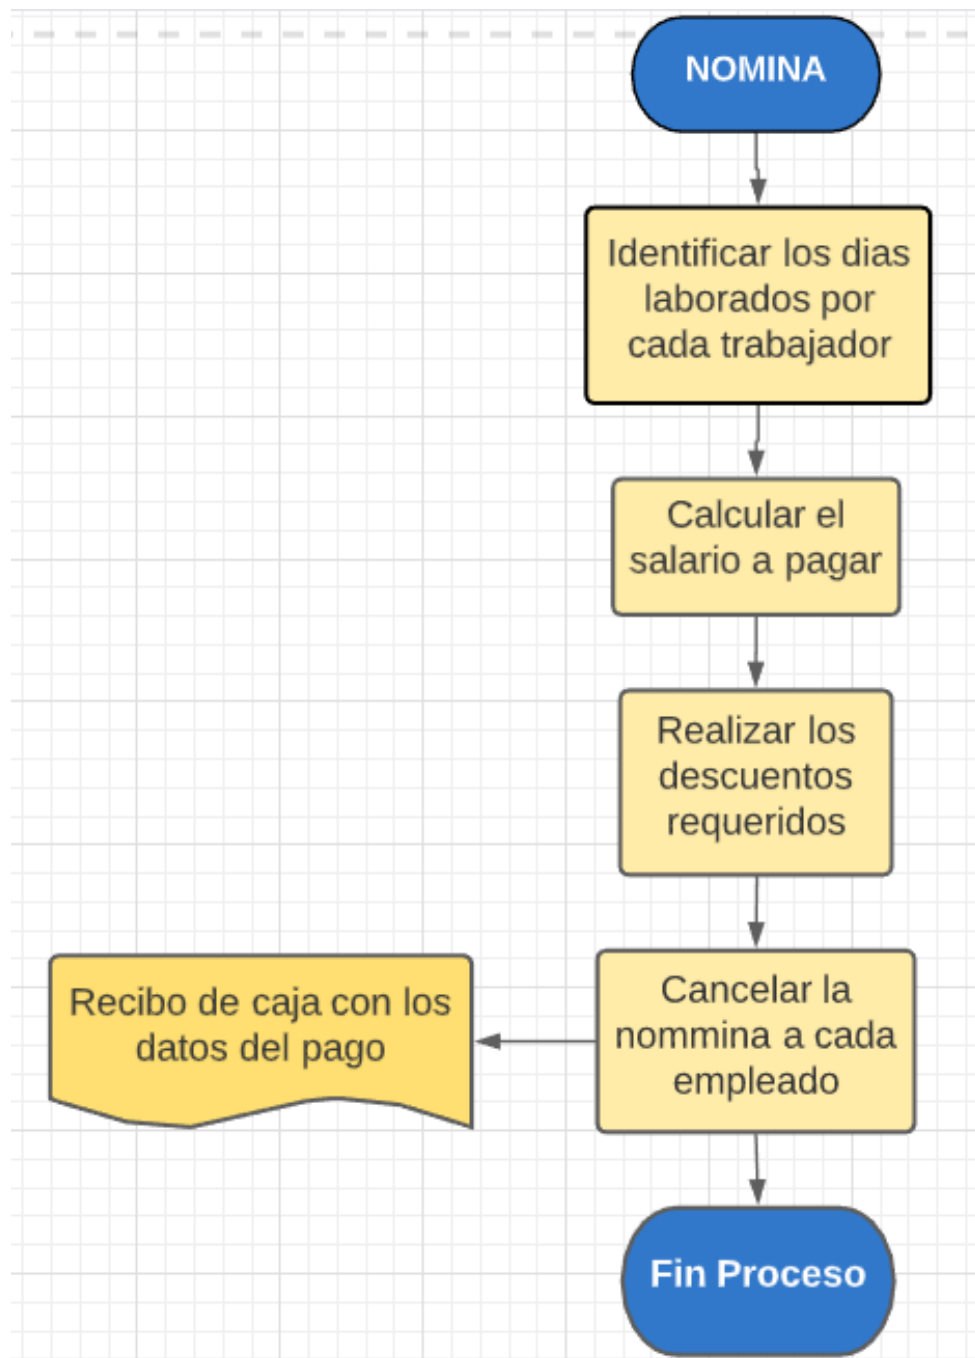 NOMINA
Identificar los dias
laborados por
cada trabajador
Calcular el
salario a pagar
Realizar los
descuentos
requeridos
Cancelar la
nommina a cada
empleado
Recibo de caja con los
datos del pago
Fin Proceso